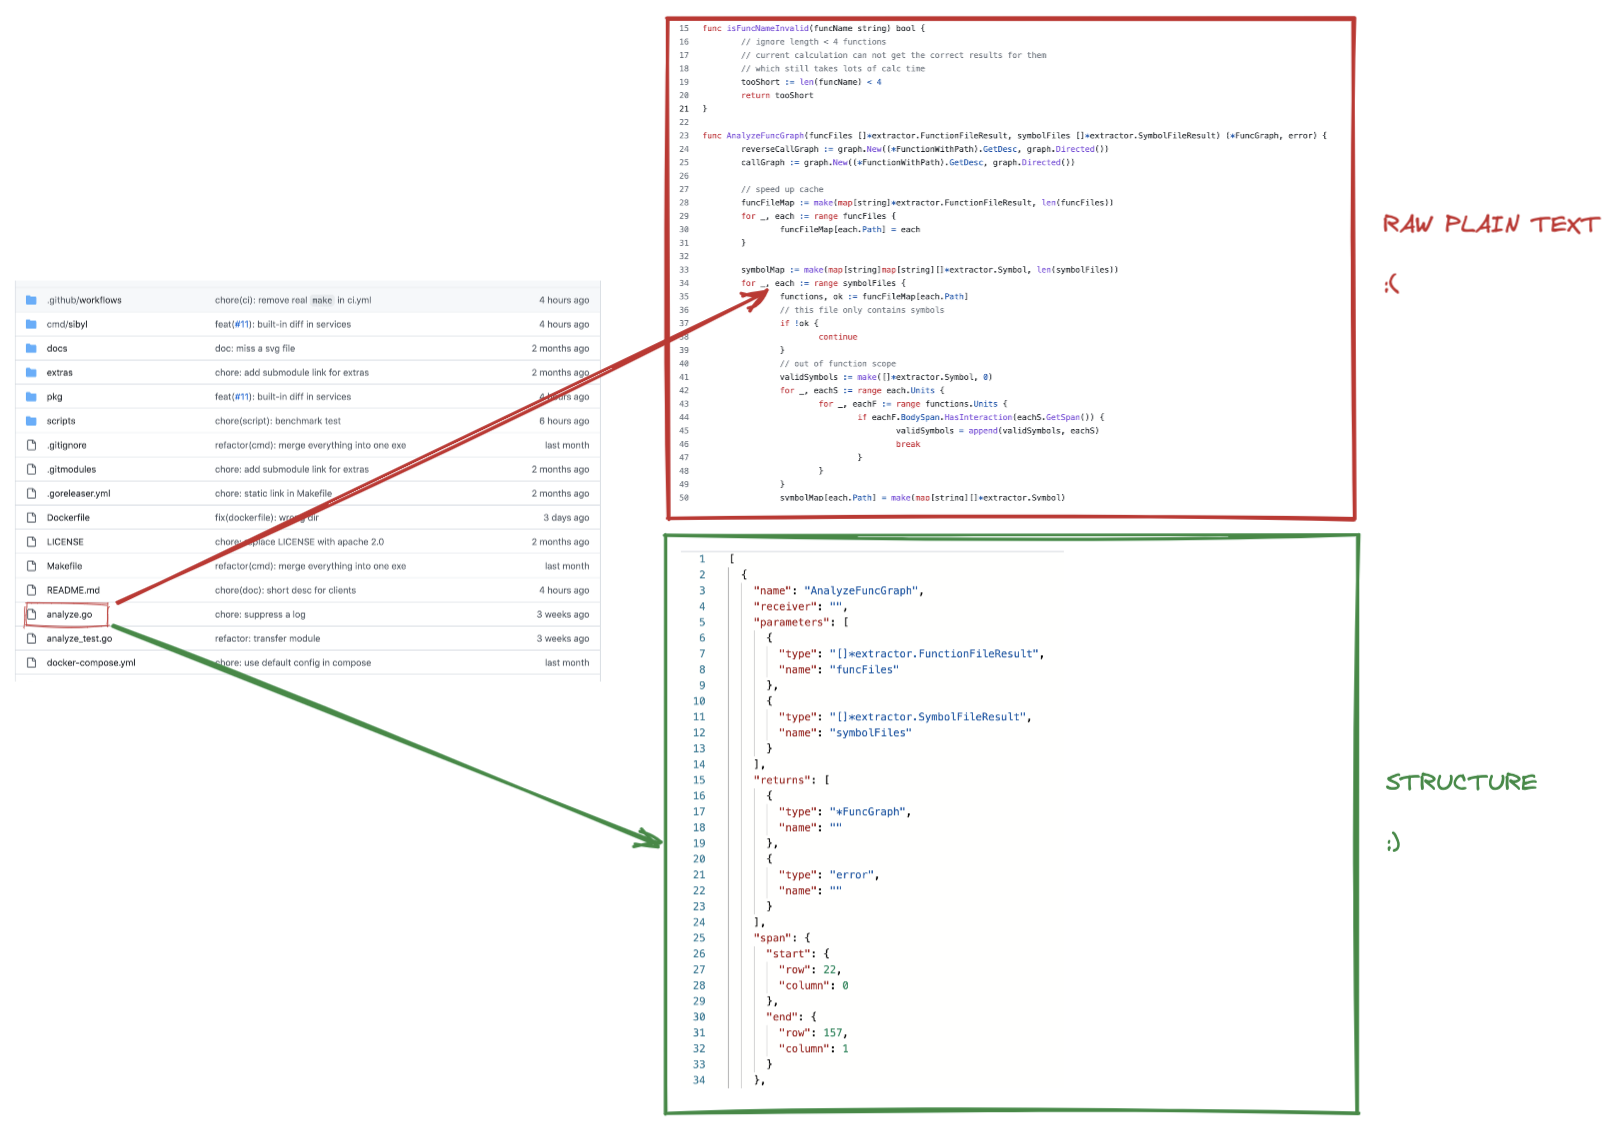 .github/workflows chore(ci): remove real make in ci.yml 4 hours ago
cmd/sibyl feat(#11): built-in diff in services 4 hours ago
docs doc: miss a svg file 2 months ago
extras chore: add submodule link for extras 2 months ago
pkg feat(#11): built-in diff in services 4 hours ago
scripts chore(script): benchmark test 6 hours ago
.gitignore refactor(cmd): merge everything into one exe last month
.gitmodules chore: add submodule link for extras 2 months ago
.goreleaser.yml chore: static link in Makefile 2 months ago
Dockerfile fix(dockerfile): wrong dir 3 days ago
LICENSE chore: replace LICENSE with apache 2.0 2 months ago
Makefile refactor(cmd): merge everything into one exe last month
README.md chore(doc): short desc for clients 4 hours ago
analyze.go chore: suppress a log 3 weeks ago
analyze_test.go refactor: transfer module 3 weeks ago
docker-compose.yml chore: use default config in compose last month
15 func isFuncNameInvalid(funcName string) bool {
16 // ignore length < 4 functions
17 // current calculation can not get the correct results for them
18 // which still takes lots of calc time
19 tooShort := len(funcName) < 4
20 return tooShort
21 }
22
23 func AnalyzeFuncGraph(funcFiles []*extractor.FunctionFileResult, symbolFiles []*extractor.SymbolFileResult) (*FuncGraph, error) {
24 reverseCallGraph := graph.New((*FunctionWithPath).GetDesc, graph.Directed())
25 callGraph := graph.New((*FunctionWithPath).GetDesc, graph.Directed())
26
27 // speed up cache
28 funcFileMap := make(map[string]*extractor.FunctionFileResult, len(funcFiles))
29 for _, each := range funcFiles {
30 funcFileMap[each.Path] = each
31 }
32
33 symbolMap := make(map[string]map[string][]*extractor.Symbol, len(symbolFiles))
34 for _, each := range symbolFiles {
35 functions, ok := funcFileMap[each.Path]
36 // this file only contains symbols
37 if !ok {
38 continue
39 }
40 // out of function scope
41 validSymbols := make([]*extractor.Symbol, 0)
42 for _, eachS := range each.Units {
43 for _, eachF := range functions.Units {
44 if eachF.BodySpan.HasInteraction(eachS.GetSpan()) {
45 validSymbols = append(validSymbols, eachS)
46 break
47 }
48 }
49 }
50 symbolMap[each.Path] = make(map[string][]*extractor.Symbol)
RAW PLAIN TEXT
:(
1 [
2 {
3 "name": "AnalyzeFuncGraph",
4 "receiver": "",
5 "parameters": [
6 {
7 "type": "[]*extractor.FunctionFileResult",
8 "name": "funcFiles"
9 },
10 {
11 "type": "[]*extractor.SymbolFileResult",
12 "name": "symbolFiles"
13 }
14 ],
15 "returns": [
16 {
17 "type": "*FuncGraph",
18 "name": ""
19 },
20 {
21 "type": "error",
22 "name": ""
23 }
24 ],
25 "span": {
26 "start": {
27 "row": 22,
28 "column": 0
29 },
30 "end": {
31 "row": 157,
32 "column": 1
33 }
34 },
STRUCTURE
:)